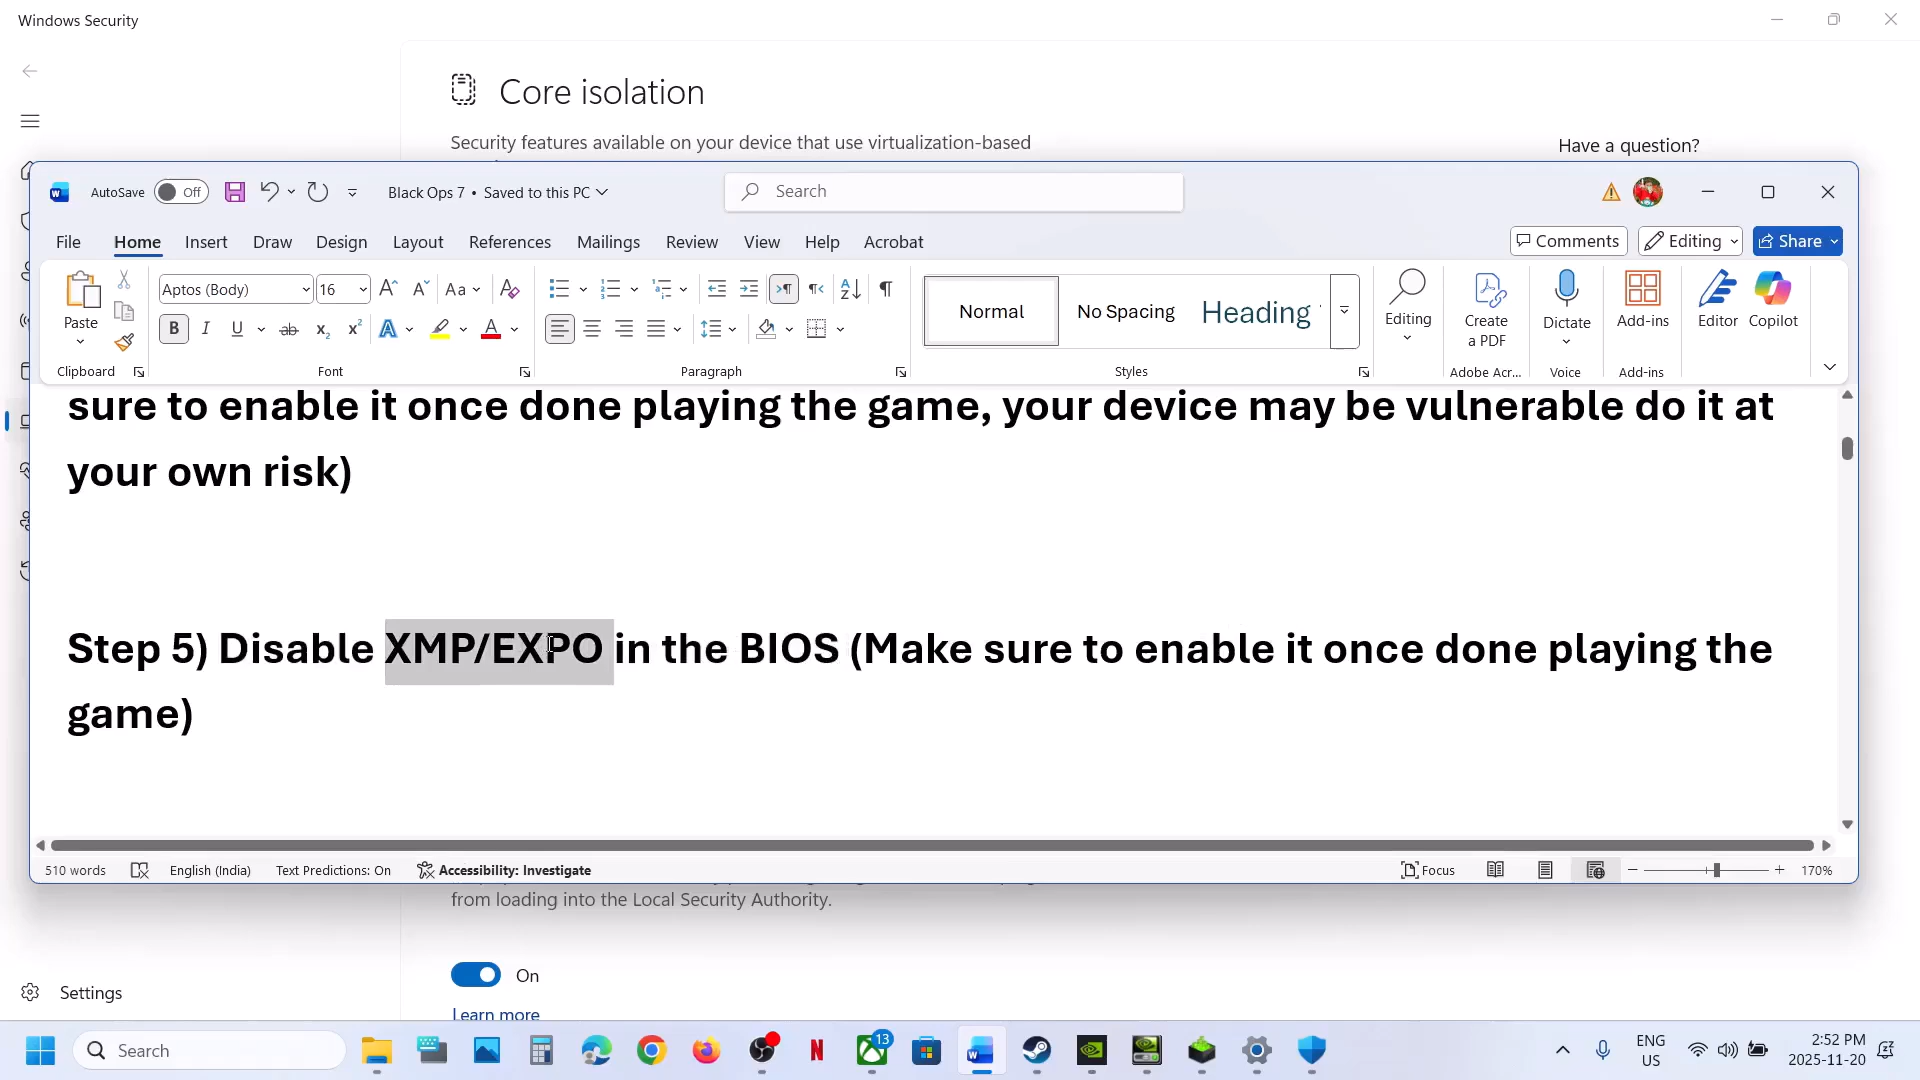 Windows Security
Core isolation
Security features available on your device that use virtualization-based
Have a question?
AutoSave Off
Black Ops 7 • Saved to this PC
Search
File Home Insert Draw Design Layout References Mailings Review View Help Acrobat
Comments Editing Share
Aptos (Body) 16
Paste
Normal
No Spacing
Heading
Editing
Create
a PDF
Dictate
Add-ins
Editor
Copilot
Clipboard Font Paragraph Styles Adobe Acr... Voice Add-ins
sure to enable it once done playing the game, your device may be vulnerable do it at
your own risk)
Step 5) Disable XMP/EXPO in the BIOS (Make sure to enable it once done playing the
game)
510 words English (India) Text Predictions: On Accessibility: Investigate Focus 170%
from loading into the Local Security Authority.
On
Learn more
Settings
Search
13
ENG
US
2:52 PM
2025-11-20